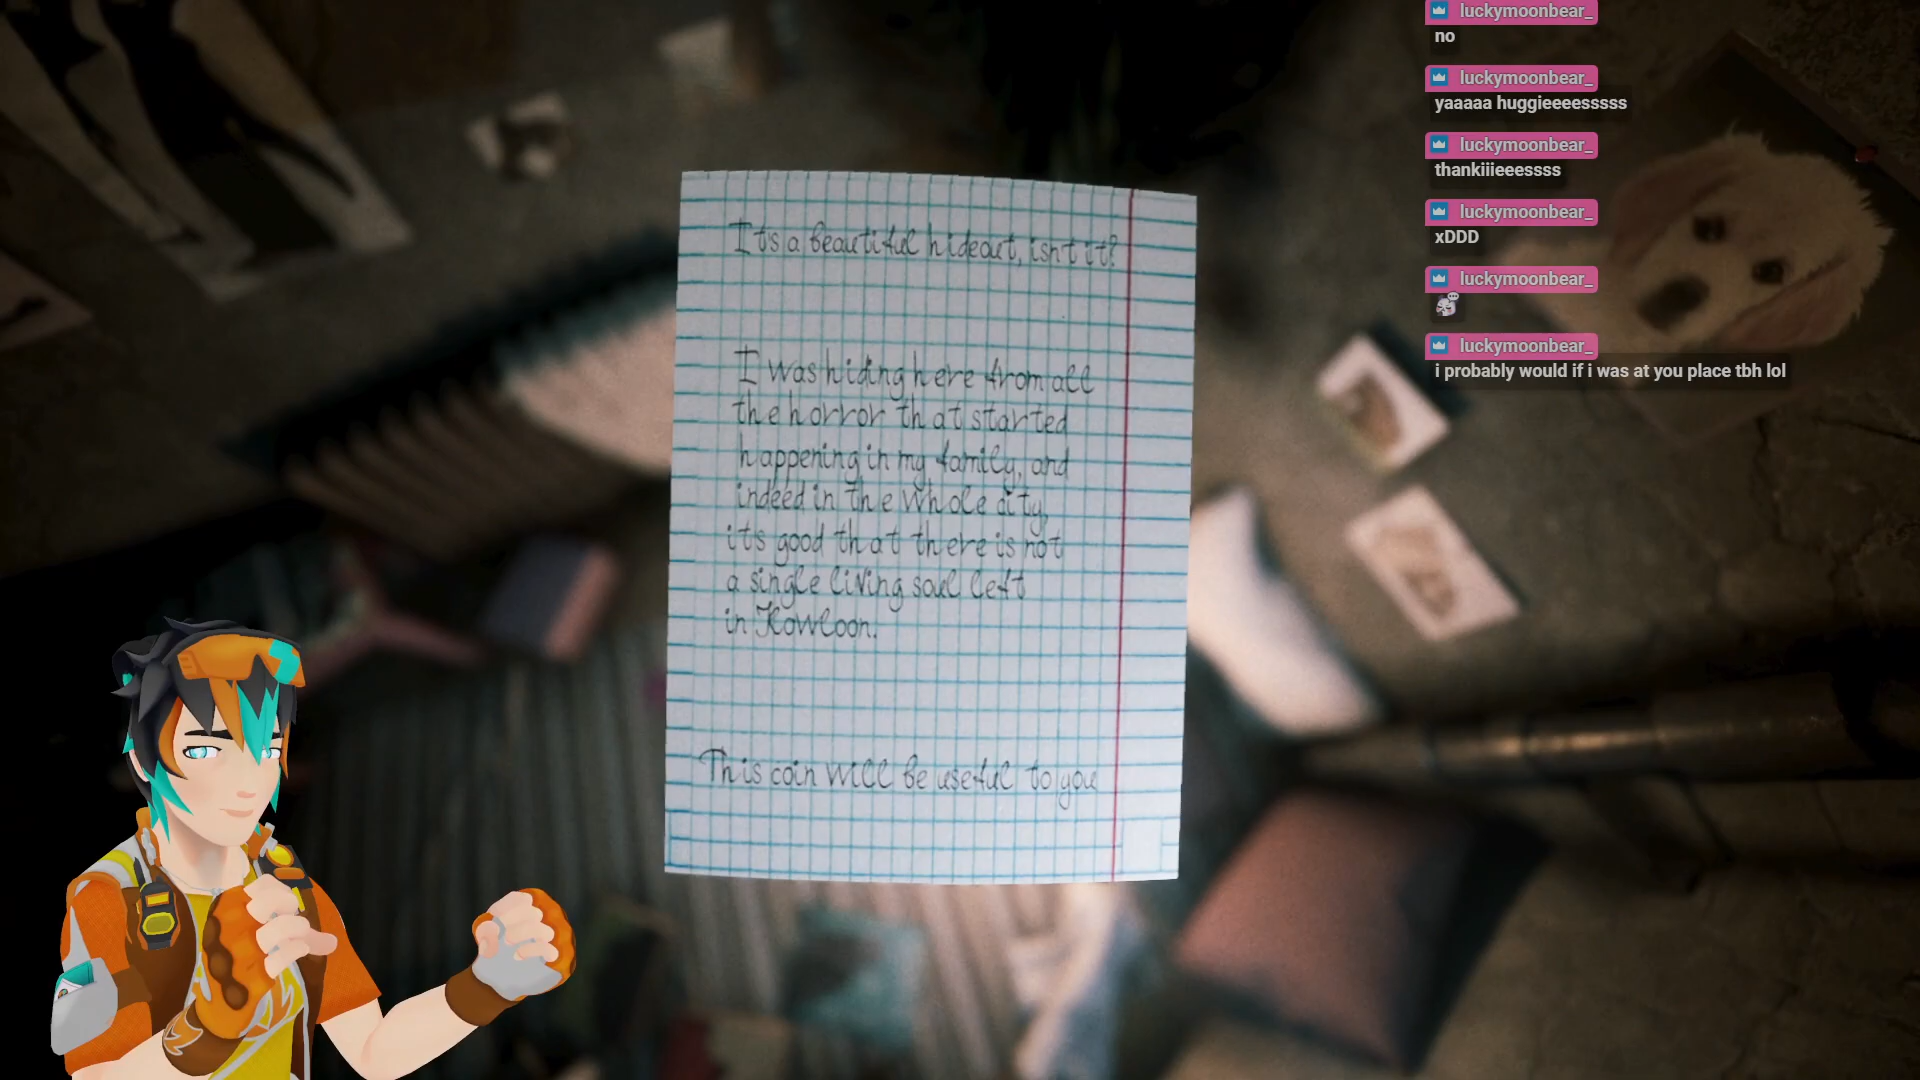 It's a beautiful hideout, isn't it?
I was hiding here from all
the horror that started
happening in my family, and
indeed in the whole city,
it's good that there is not
a single living soul left
in Kowloon.
This coin will be useful to you
luckymoonbear_
no
luckymoonbear_
yaaaaa huggieeeesssss
luckymoonbear_
thankiiieeessss
luckymoonbear_
xDDD
luckymoonbear_
luckymoonbear_
i probably would if i was at you place tbh lol